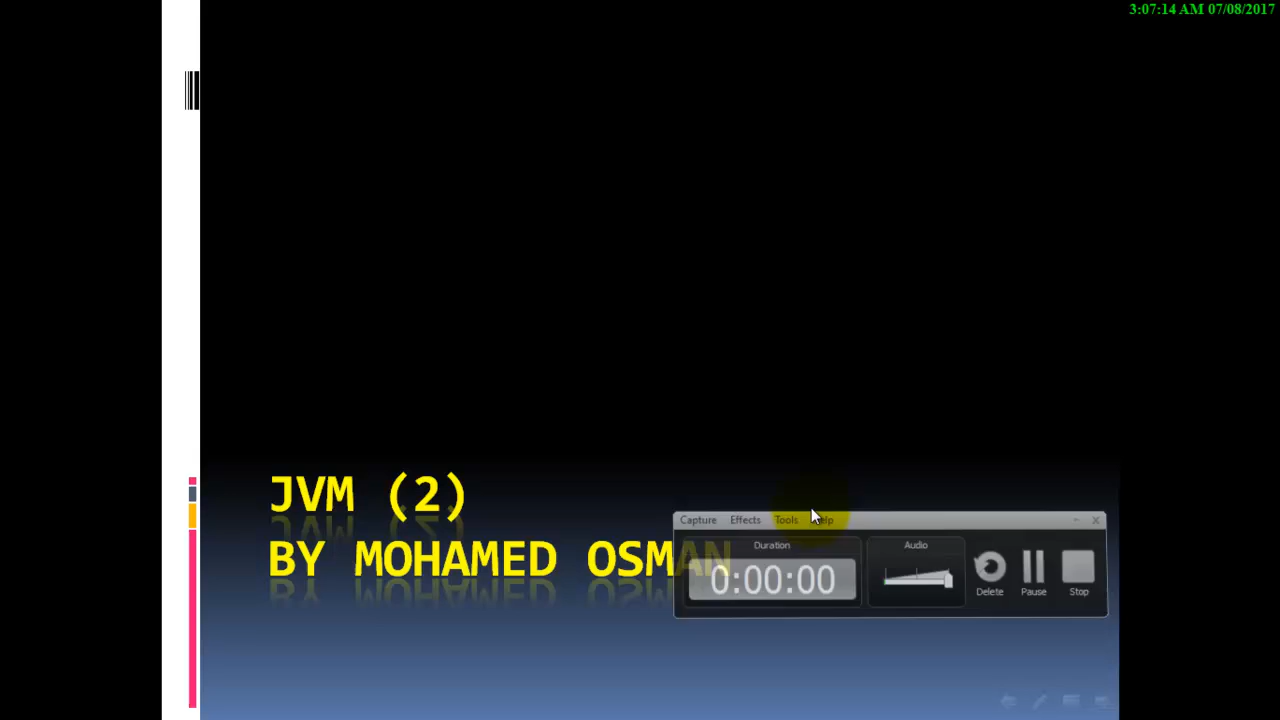 3:07:14 AM 07/08/2017
JVM (2)
BY MOHAMED OSMAN
Capture Effects Tools Help
Duration
Audio
0:00:00
Delete Pause Stop